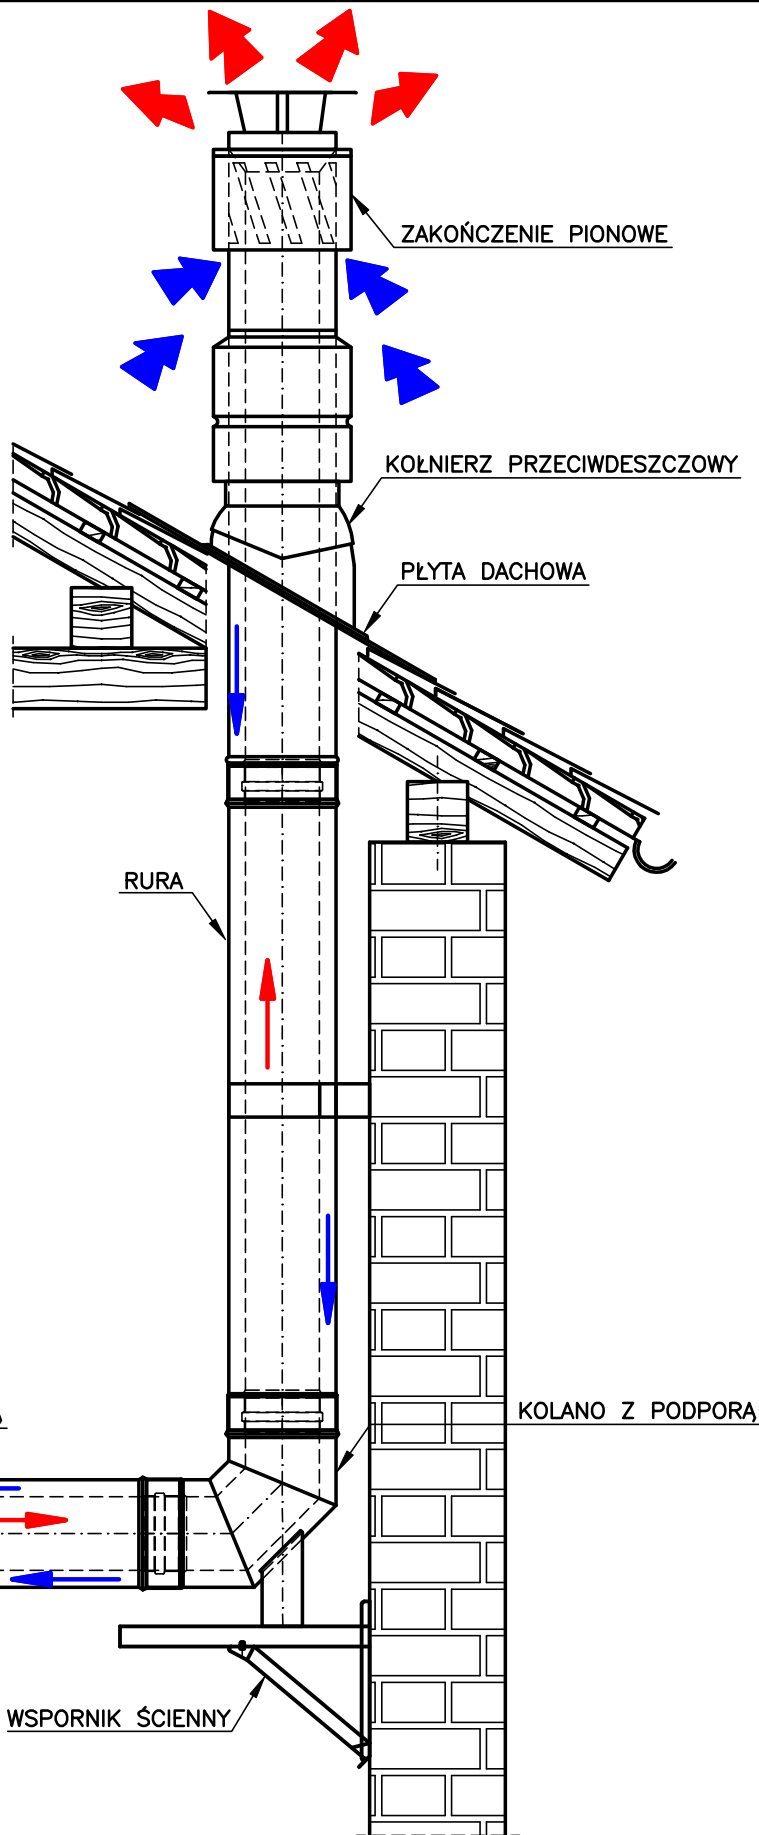 ZAKOŃCZENIE PIONOWE
KOŁNIERZ PRZECIWDESZCZOWY
PŁYTA DACHOWA
RURA
KOLANO Z PODPORĄ
WSPORNIK ŚCIENNY